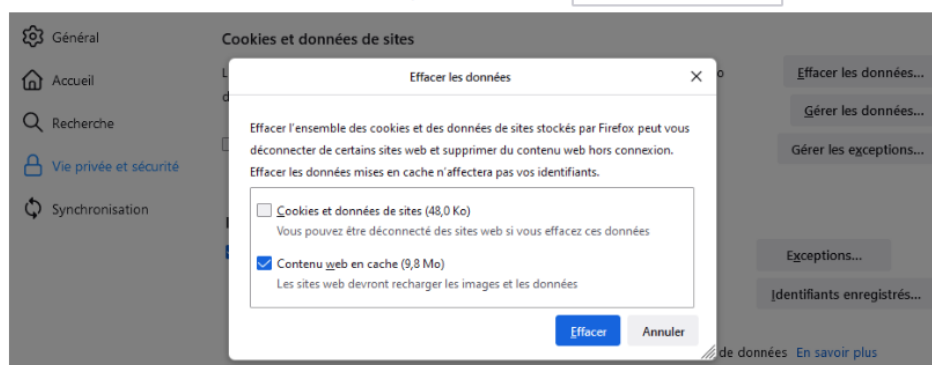 Général
Accueil
Recherche
Vie privée et sécurité
Synchronisation
Cookies et données de sites
Effacer les données...
Gérer les données...
Gérer les exceptions...
Effacer les données
Effacer l'ensemble des cookies et des données de sites stockés par Firefox peut vous
déconnecter de certains sites web et supprimer du contenu web hors connexion.
Effacer les données mises en cache n'affectera pas vos identifiants.
Cookies et données de sites (48,0 Ko)
Vous pouvez être déconnecté des sites web si vous effacez ces données
Contenu web en cache (9,8 Mo)
Les sites web devront recharger les images et les données
Effacer Annuler
Exceptions...
Identifiants enregistrés...
de données En savoir plus